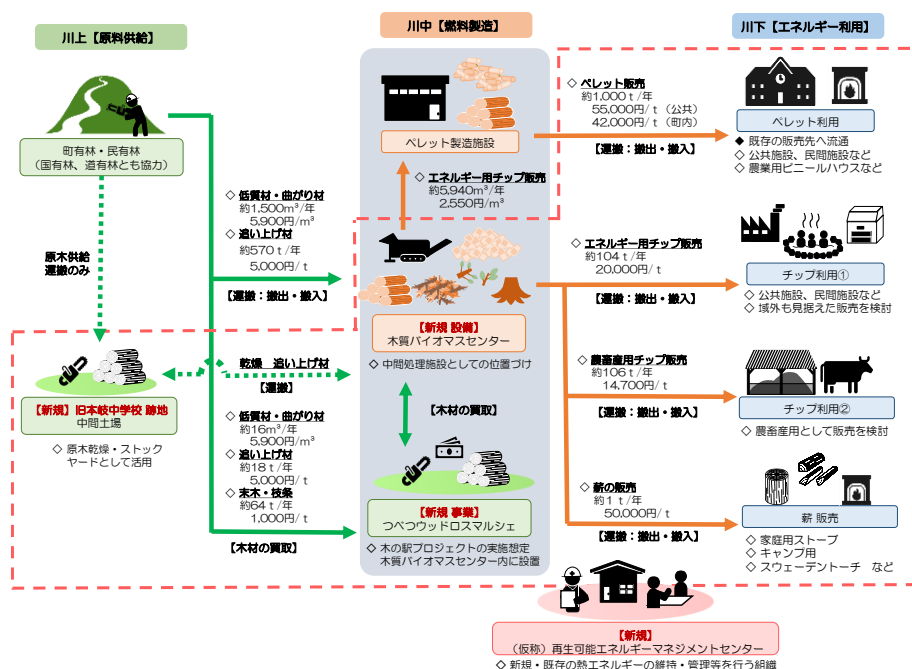 川上【原料供給】
川中【燃料製造】
川下【エネルギー利用】
町有林・民有林
（国有林、道有林とも協力）
原木供給
運搬のみ
◇ 低質材・曲がり材
約1,500m³/年
5,900円/m³
◇ 追い上げ材
約570ｔ/年
5,000円/ｔ
【運搬：搬出・搬入】
乾燥　追い上げ材
【運搬】
【新規】旧本岐中学校 跡地
中間土場
◇ 原木乾燥・ストック
ヤードとして活用
◇ 低質材・曲がり材
約16m³/年
5,900円/m³
◇ 追い上げ材
約18ｔ/年
5,000円/ｔ
◇ 末木・枝条
約64ｔ/年
1,000円/ｔ
【木材の買取】
ペレット製造施設
◇ エネルギー用チップ販売
約5,940m³/年
2,550円/m³
【新規 設備】
木質バイオマスセンター
◇ 中間処理施設としての位置づけ
【木材の買取】
【新規 事業】
つべつウッドロスマルシェ
◇ 木の駅プロジェクトの実施想定
木質バイオマスセンター内に設置
◇ ペレット販売
約1,000ｔ/年
55,000円/ｔ（公共）
42,000円/ｔ（町内）
【運搬：搬出・搬入】
ペレット利用
◆ 既存の販売先へ流通
◇ 公共施設、民間施設など
◇ 農業用ビニールハウスなど
◇ エネルギー用チップ販売
約104ｔ/年
20,000円/ｔ
【運搬：搬出・搬入】
チップ利用①
◇ 公共施設、民間施設など
◇ 域外も見据えた販売を検討
◇ 農畜産用チップ販売
約106ｔ/年
14,700円/ｔ
【運搬：搬出・搬入】
チップ利用②
◇ 農畜産用として販売を検討
◇ 薪の販売
約１ｔ/年
50,000円/ｔ
【運搬：搬出・搬入】
薪 販売
◇ 家庭用ストーブ
◇ キャンプ用
◇ スウェーデントーチ　など
【新規】
（仮称）再生可能エネルギーマネジメントセンター
◇ 新規・既存の熱エネルギーの維持・管理等を行う組織